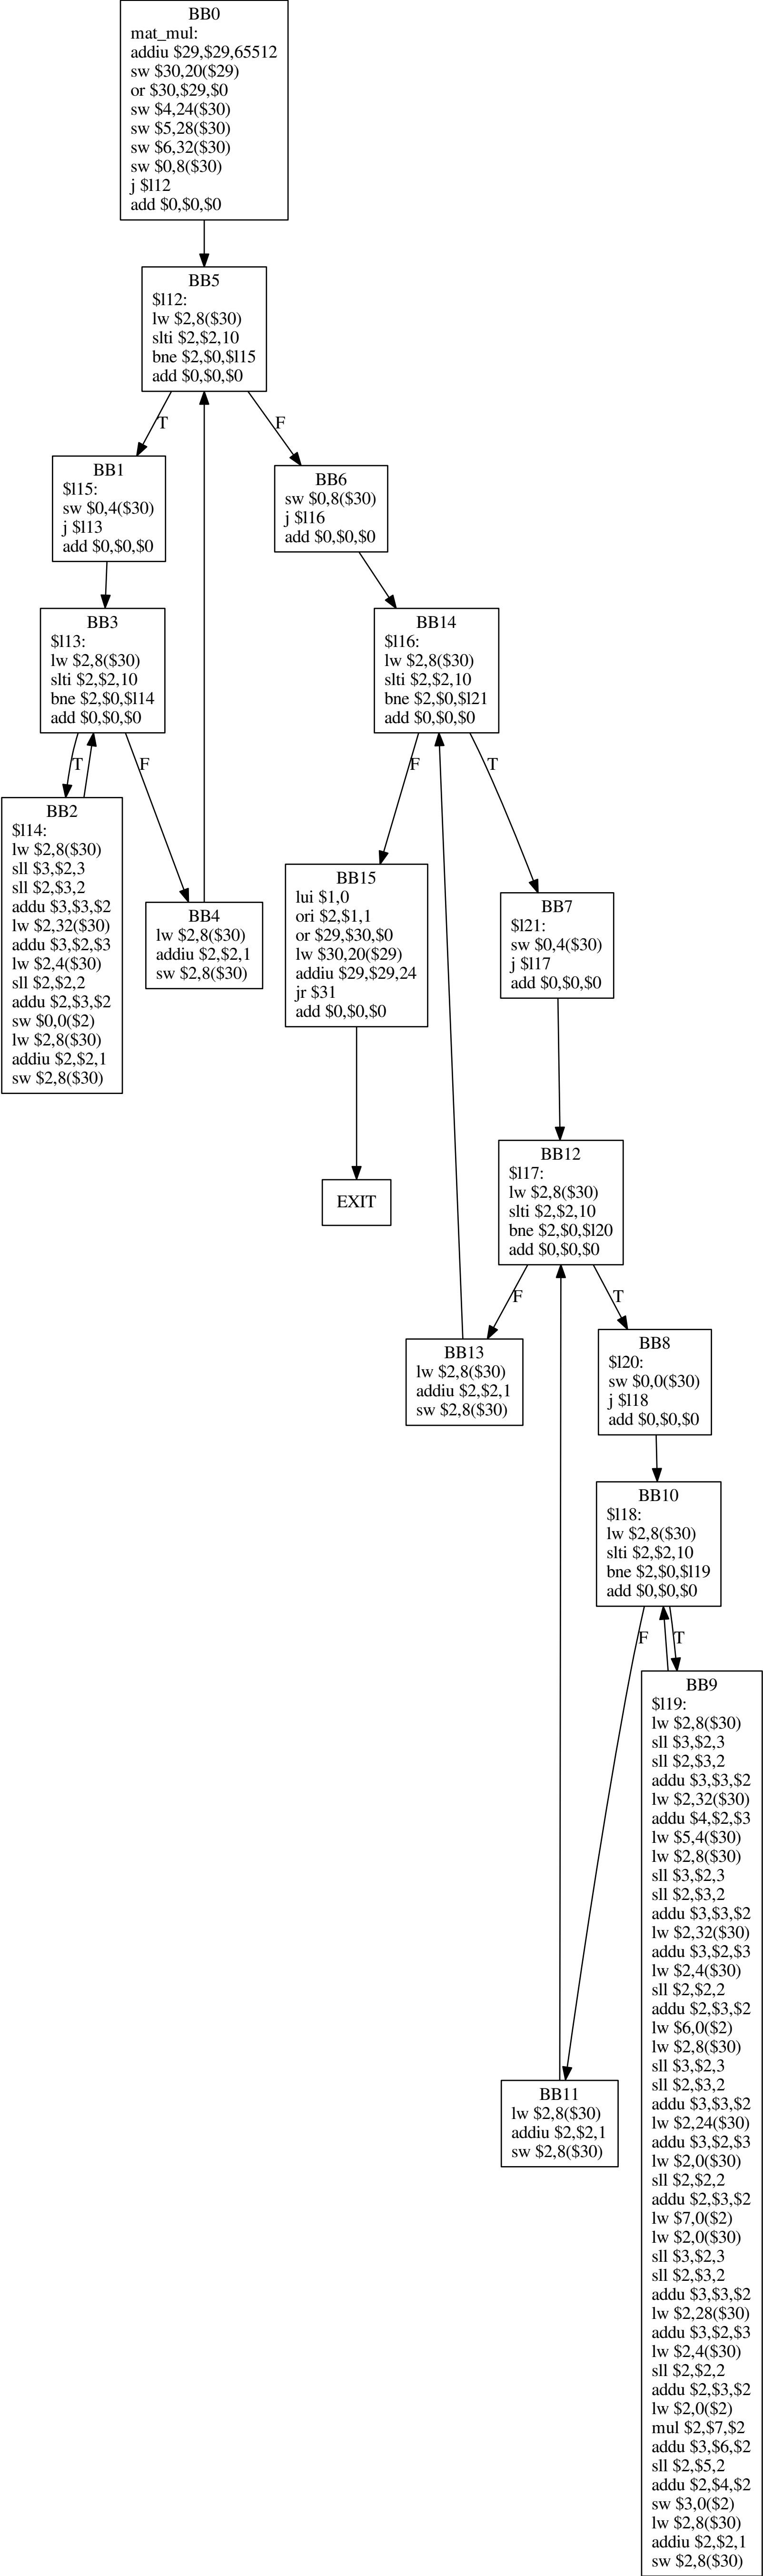 BB0
mat_mul:
addiu $29,$29,65512
sw $30,20($29)
or $30,$29,$0
sw $4,24($30)
sw $5,28($30)
sw $6,32($30)
sw $0,8($30)
j $l12
add $0,$0,$0
BB5
$l12:
lw $2,8($30)
slti $2,$2,10
bne $2,$0,$l15
add $0,$0,$0
T
F
BB1
$l15:
sw $0,4($30)
j $l13
add $0,$0,$0
BB6
sw $0,8($30)
j $l16
add $0,$0,$0
BB3
$l13:
lw $2,8($30)
slti $2,$2,10
bne $2,$0,$l14
add $0,$0,$0
BB14
$l16:
lw $2,8($30)
slti $2,$2,10
bne $2,$0,$l21
add $0,$0,$0
T
F
F
T
BB2
$l14:
lw $2,8($30)
sll $3,$2,3
sll $2,$3,2
addu $3,$3,$2
lw $2,32($30)
addu $3,$2,$3
lw $2,4($30)
sll $2,$2,2
addu $2,$3,$2
sw $0,0($2)
lw $2,8($30)
addiu $2,$2,1
sw $2,8($30)
BB4
lw $2,8($30)
addiu $2,$2,1
sw $2,8($30)
BB15
lui $1,0
ori $2,$1,1
or $29,$30,$0
lw $30,20($29)
addiu $29,$29,24
jr $31
add $0,$0,$0
BB7
$l21:
sw $0,4($30)
j $l17
add $0,$0,$0
EXIT
BB12
$l17:
lw $2,8($30)
slti $2,$2,10
bne $2,$0,$l20
add $0,$0,$0
F
T
BB13
lw $2,8($30)
addiu $2,$2,1
sw $2,8($30)
BB8
$l20:
sw $0,0($30)
j $l18
add $0,$0,$0
BB10
$l18:
lw $2,8($30)
slti $2,$2,10
bne $2,$0,$l19
add $0,$0,$0
F
T
BB9
$l19:
lw $2,8($30)
sll $3,$2,3
sll $2,$3,2
addu $3,$3,$2
lw $2,32($30)
addu $4,$2,$3
lw $5,4($30)
lw $2,8($30)
sll $3,$2,3
sll $2,$3,2
addu $3,$3,$2
lw $2,32($30)
addu $3,$2,$3
lw $2,4($30)
sll $2,$2,2
addu $2,$3,$2
lw $6,0($2)
lw $2,8($30)
sll $3,$2,3
sll $2,$3,2
addu $3,$3,$2
lw $2,24($30)
addu $3,$2,$3
lw $2,0($30)
sll $2,$2,2
addu $2,$3,$2
lw $7,0($2)
lw $2,0($30)
sll $3,$2,3
sll $2,$3,2
addu $3,$3,$2
lw $2,28($30)
addu $3,$2,$3
lw $2,4($30)
sll $2,$2,2
addu $2,$3,$2
lw $2,0($2)
mul $2,$7,$2
addu $3,$6,$2
sll $2,$5,2
addu $2,$4,$2
sw $3,0($2)
lw $2,8($30)
addiu $2,$2,1
sw $2,8($30)
BB11
lw $2,8($30)
addiu $2,$2,1
sw $2,8($30)